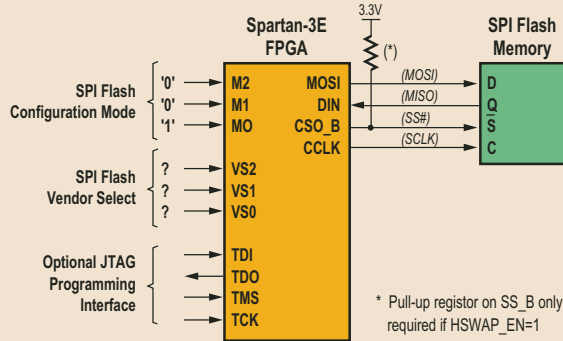 3.3V
Spartan-3E
FPGA
(*)
SPI Flash
Memory
SPI Flash
Configuration Mode
'0'
'0'
'1'
M2
M1
MO
MOSI
DIN
CSO_B
CCLK
(MOSI)
(MISO)
(SS#)
(SCLK)
D
Q
S
C
SPI Flash
Vendor Select
?
?
?
VS2
VS1
VS0
Optional JTAG
Programming
Interface
TDI
TDO
TMS
TCK
* Pull-up registor on SS_B only
required if HSWAP_EN=1